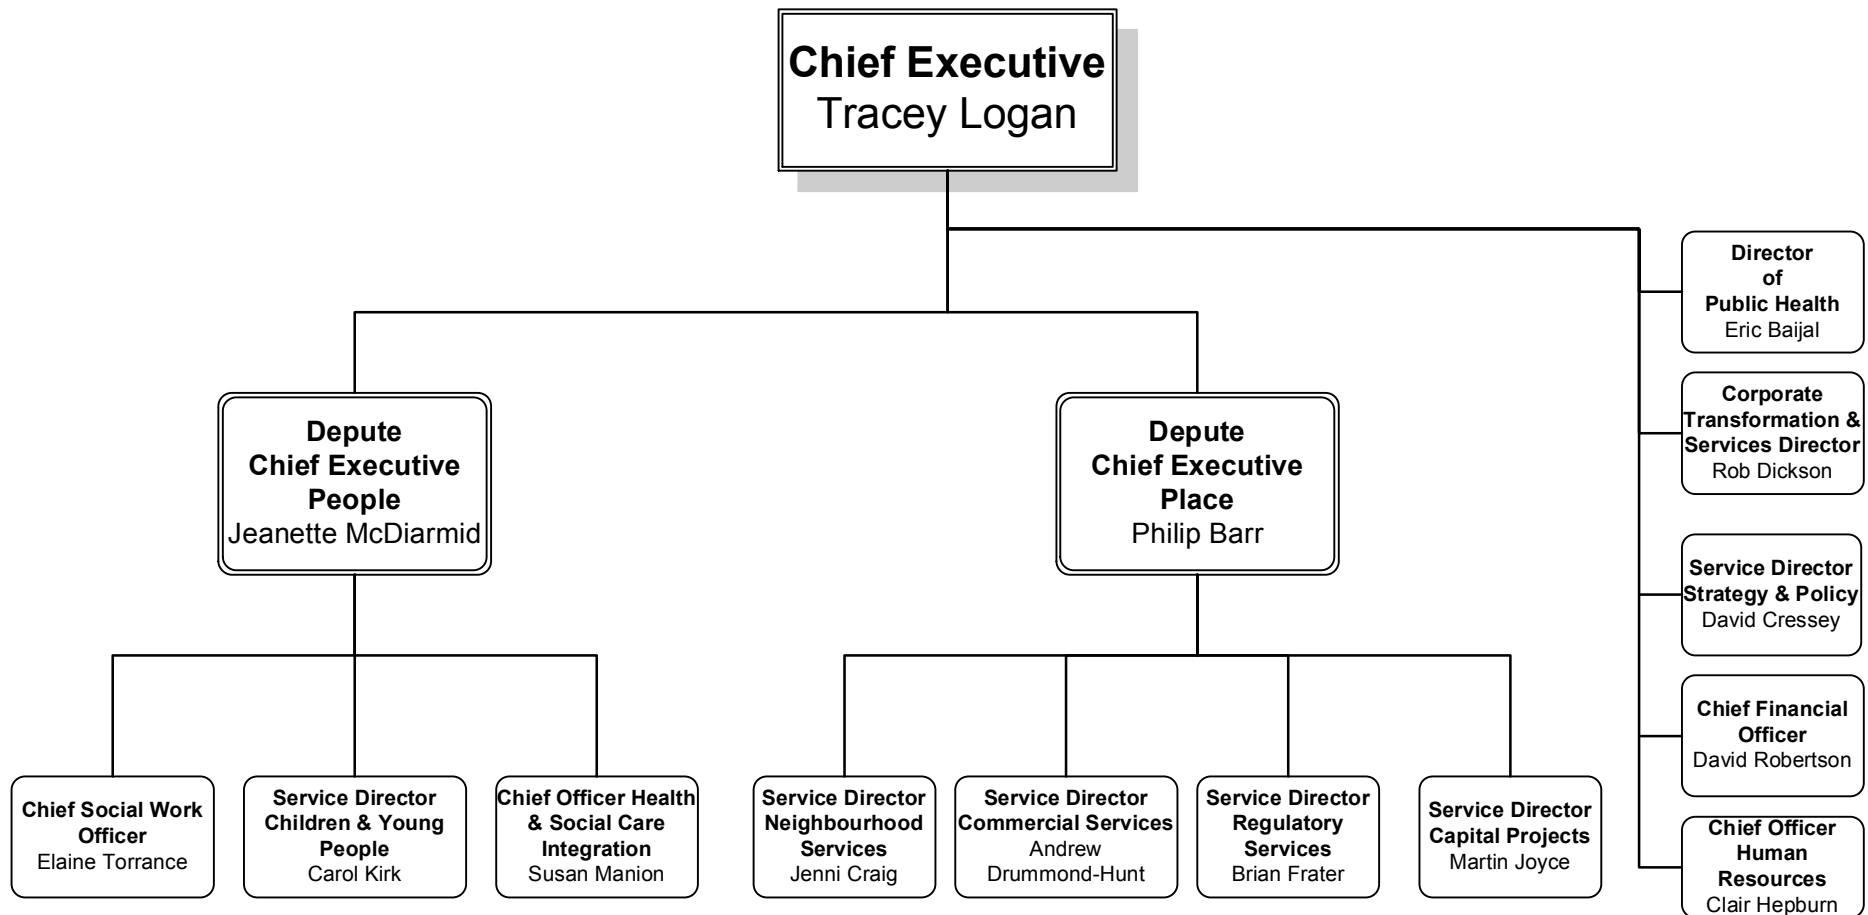 Chief Executive
Tracey Logan
Director
of
Public Health
Eric Baijal
Corporate
Transformation &
Services Director
Rob Dickson
Service Director
Strategy & Policy
David Cressey
Chief Financial
Officer
David Robertson
Chief Officer
Human
Resources
Clair Hepburn
Depute
Chief Executive
People
Jeanette McDiarmid
Depute
Chief Executive
Place
Philip Barr
Chief Social Work
Officer
Elaine Torrance
Service Director
Children & Young
People
Carol Kirk
Chief Officer Health
& Social Care
Integration
Susan Manion
Service Director
Neighbourhood
Services
Jenni Craig
Service Director
Commercial Services
Andrew
Drummond-Hunt
Service Director
Regulatory
Services
Brian Frater
Service Director
Capital Projects
Martin Joyce